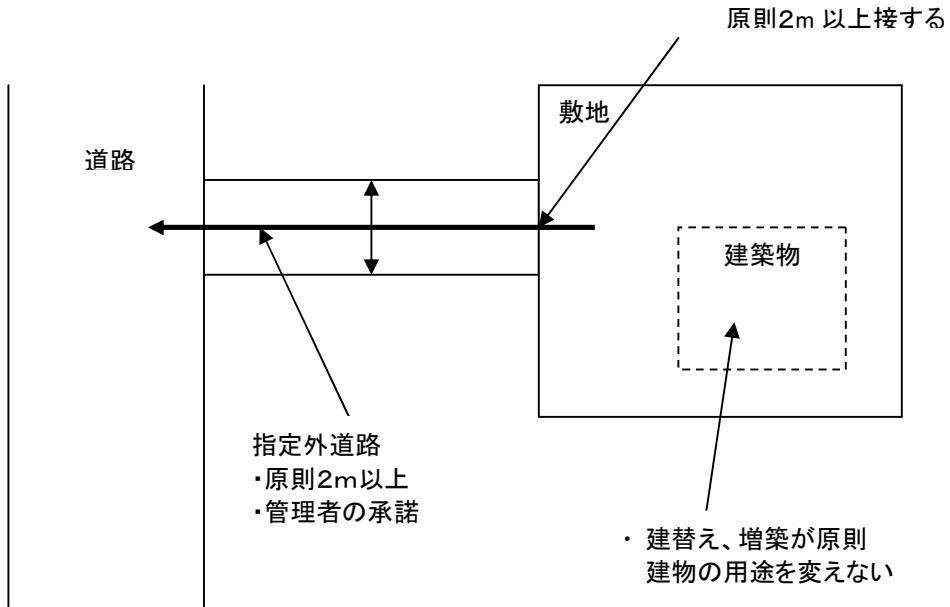 原則2m 以上接する
敷地
道路
建築物
指定外道路
・原則2m以上
・管理者の承諾
・ 建替え、増築が原則
建物の用途を変えない